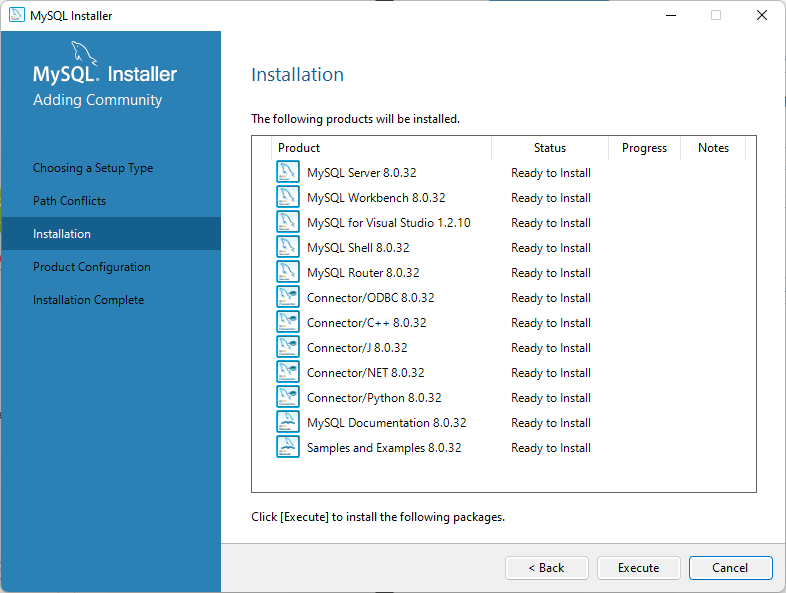 MySQL Installer
MySQL. Installer
Adding Community
Choosing a Setup Type
Path Conflicts
Installation
Product Configuration
Installation Complete
Installation
The following products will be installed.
Product Status Progress Notes
MySQL Server 8.0.32 Ready to Install
MySQL Workbench 8.0.32 Ready to Install
MySQL for Visual Studio 1.2.10 Ready to Install
MySQL Shell 8.0.32 Ready to Install
MySQL Router 8.0.32 Ready to Install
Connector/ODBC 8.0.32 Ready to Install
Connector/C++ 8.0.32 Ready to Install
Connector/J 8.0.32 Ready to Install
Connector/NET 8.0.32 Ready to Install
Connector/Python 8.0.32 Ready to Install
MySQL Documentation 8.0.32 Ready to Install
Samples and Examples 8.0.32 Ready to Install
Click [Execute] to install the following packages.
< Back Execute Cancel